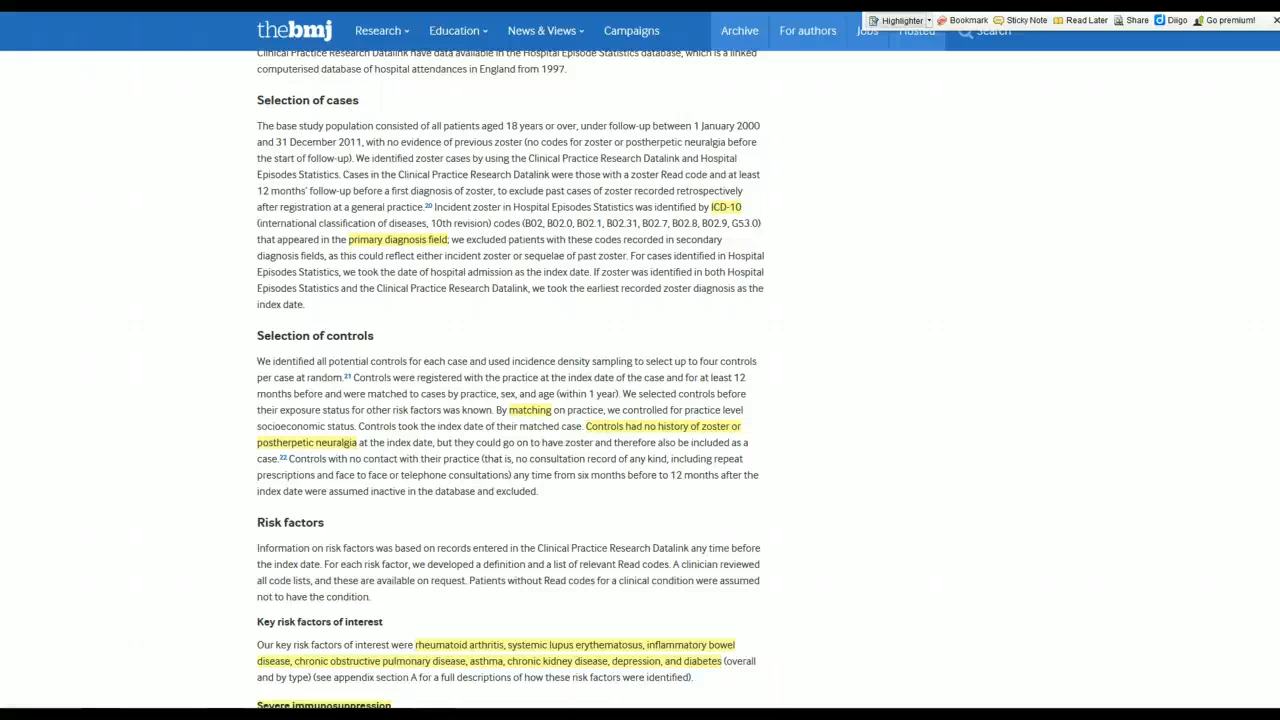 Highlighter
Bookmark
Sticky Note
Read Later
Share
Diigo
Go premium!
thebmj
Research
Education
News & Views
Campaigns
Archive
For authors
Jobs
Hosted
Search
Clinical Practice Research Datalink have data available in the Hospital Episode Statistics database, which is a linked
computerised database of hospital attendances in England from 1997.
Selection of cases
The base study population consisted of all patients aged 18 years or over, under follow-up between 1 January 2000
and 31 December 2011, with no evidence of previous zoster (no codes for zoster or postherpetic neuralgia before
the start of follow-up). We identified zoster cases by using the Clinical Practice Research Datalink and Hospital
Episodes Statistics. Cases in the Clinical Practice Research Datalink were those with a zoster Read code and at least
12 months' follow-up before a first diagnosis of zoster, to exclude past cases of zoster recorded retrospectively
after registration at a general practice.20 Incident zoster in Hospital Episodes Statistics was identified by ICD-10
(international classification of diseases, 10th revision) codes (B02, B02.0, B02.1, B02.31, B02.7, B02.8, B02.9, G53.0)
that appeared in the primary diagnosis field; we excluded patients with these codes recorded in secondary
diagnosis fields, as this could reflect either incident zoster or sequelae of past zoster. For cases identified in Hospital
Episodes Statistics, we took the date of hospital admission as the index date. If zoster was identified in both Hospital
Episodes Statistics and the Clinical Practice Research Datalink, we took the earliest recorded zoster diagnosis as the
index date.
Selection of controls
We identified all potential controls for each case and used incidence density sampling to select up to four controls
per case at random.21 Controls were registered with the practice at the index date of the case and for at least 12
months before and were matched to cases by practice, sex, and age (within 1 year). We selected controls before
their exposure status for other risk factors was known. By matching on practice, we controlled for practice level
socioeconomic status. Controls took the index date of their matched case. Controls had no history of zoster or
postherpetic neuralgia at the index date, but they could go on to have zoster and therefore also be included as a
case.22 Controls with no contact with their practice (that is, no consultation record of any kind, including repeat
prescriptions and face to face or telephone consultations) any time from six months before to 12 months after the
index date were assumed inactive in the database and excluded.
Risk factors
Information on risk factors was based on records entered in the Clinical Practice Research Datalink any time before
the index date. For each risk factor, we developed a definition and a list of relevant Read codes. A clinician reviewed
all code lists, and these are available on request. Patients without Read codes for a clinical condition were assumed
not to have the condition.
Key risk factors of interest
Our key risk factors of interest were rheumatoid arthritis, systemic lupus erythematosus, inflammatory bowel
disease, chronic obstructive pulmonary disease, asthma, chronic kidney disease, depression, and diabetes (overall
and by type) (see appendix section A for a full descriptions of how these risk factors were identified).
Severe immunosuppression